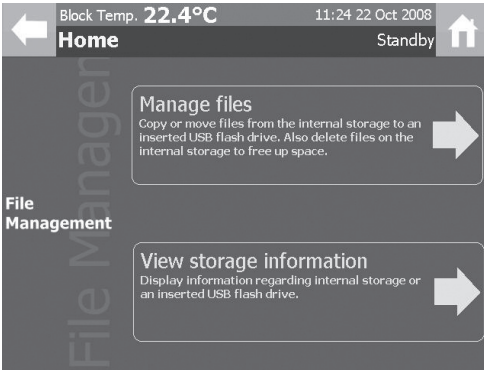 Block Temp. 22.4°C
11:24 22 Oct 2008
Home
Standby
File Managen
Manage files
Copy or move files from the internal storage to an
inserted USB flash drive. Also delete files on the
internal storage to free up space.
File
Management
View storage information
Display information regarding internal storage or
an inserted USB flash drive.